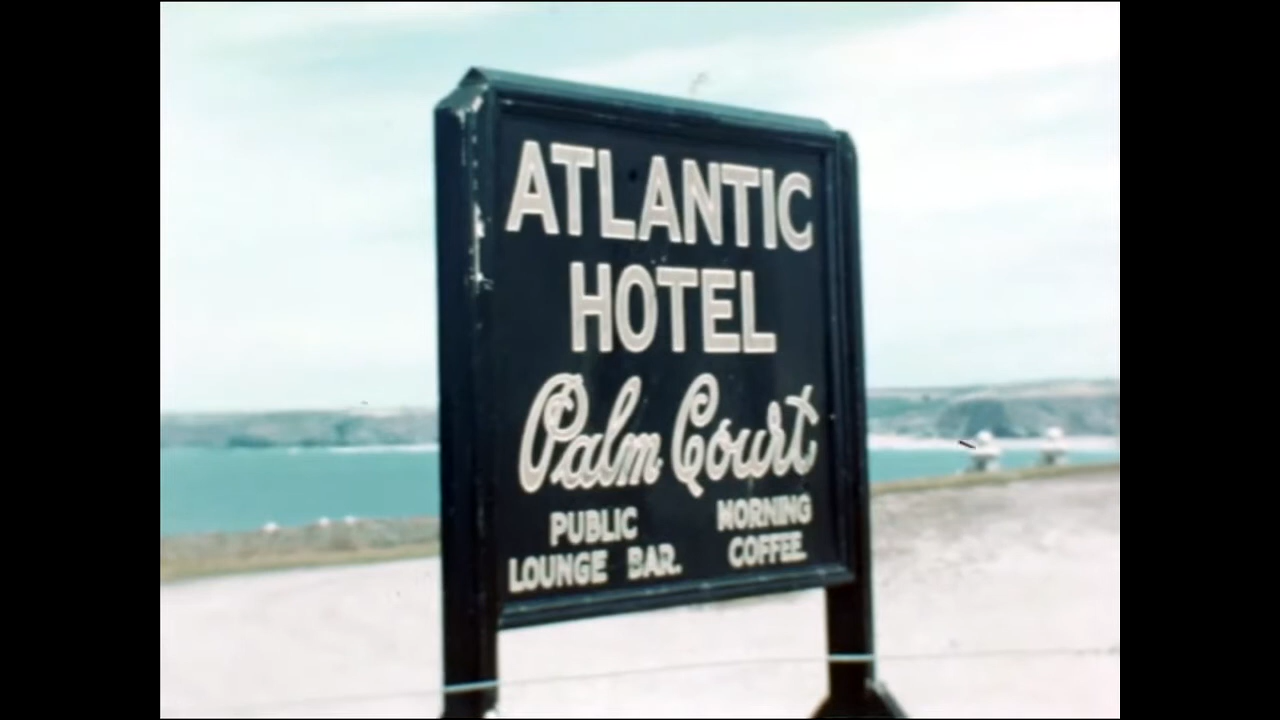 ATLANTIC
HOTEL
Palm Court
PUBLIC MORNING
LOUNGE BAR. COFFEE.